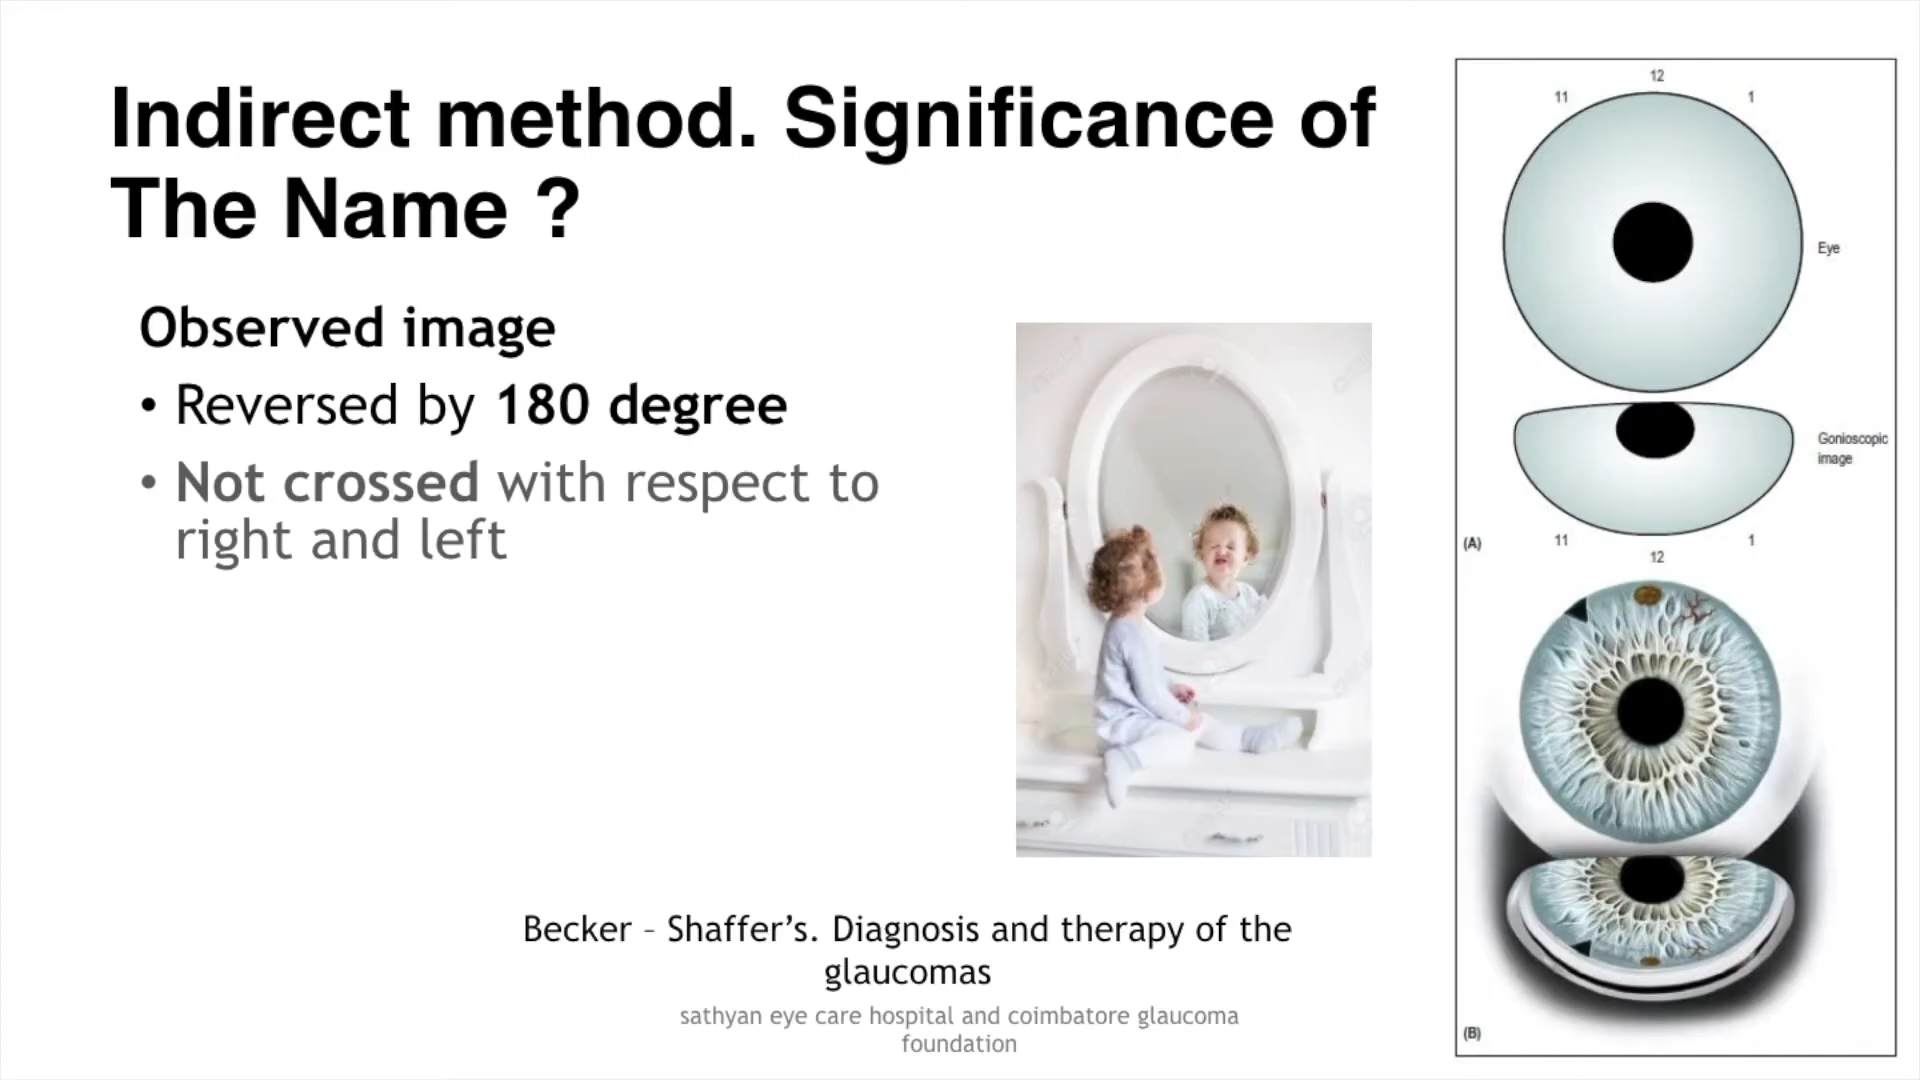 Indirect method. Significance of
The Name ?
Observed image
• Reversed by 180 degree
• Not crossed with respect to
right and left
Becker – Shaffer’s. Diagnosis and therapy of the
glaucomas
sathyan eye care hospital and coimbatore glaucoma
foundation
12
11
1
Eye
Gonioscopic
image
(A)
11
1
12
(B)